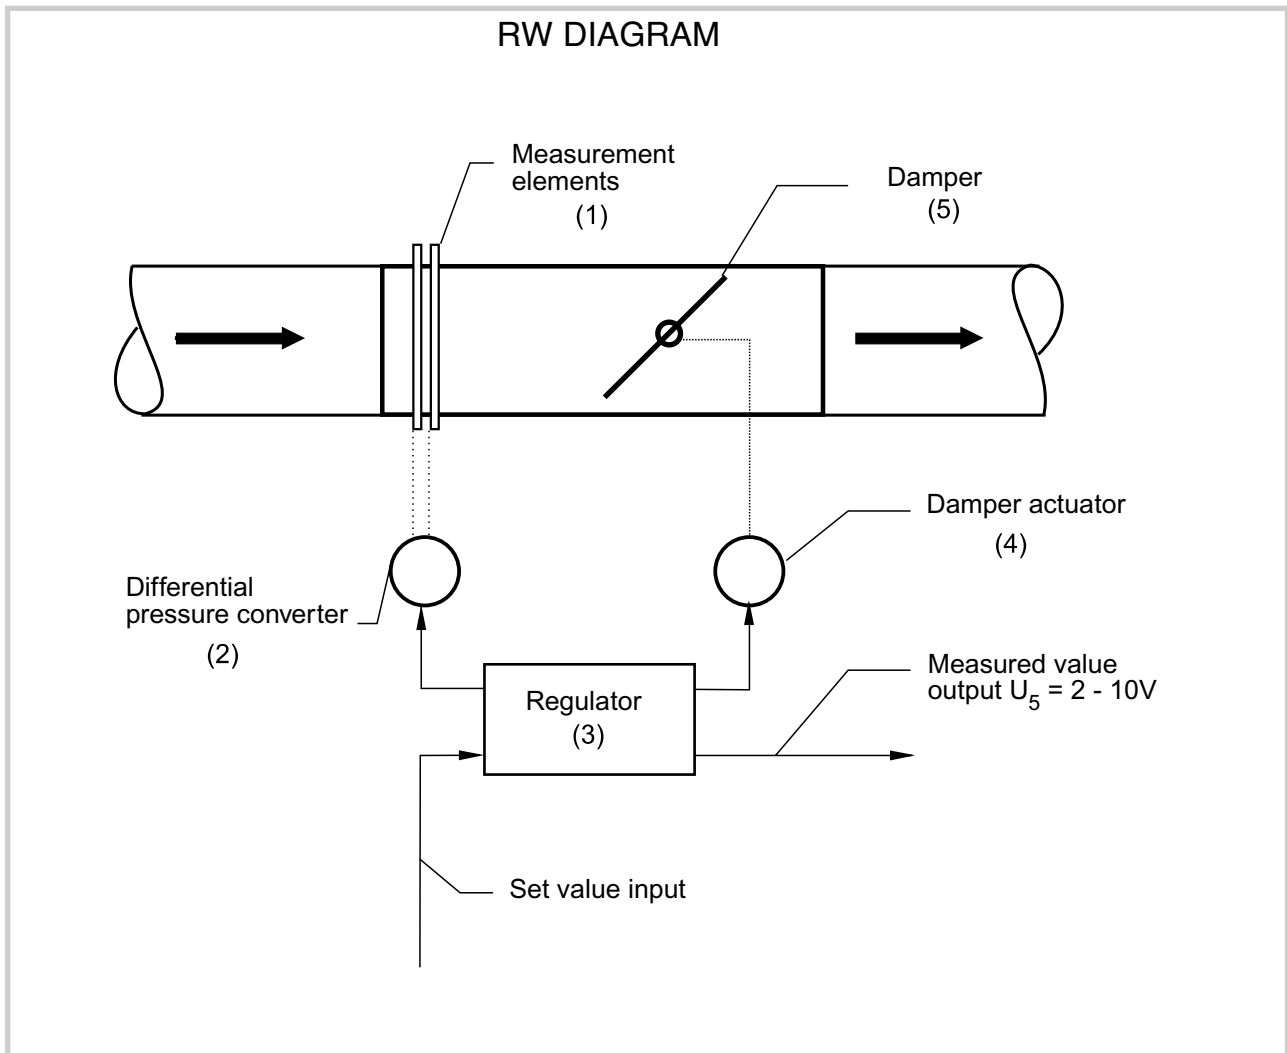 RW DIAGRAM
Measurement
elements
(1)
Damper
(5)
Damper actuator
(4)
Differential
pressure converter
(2)
Measured value
output U5 = 2 - 10V
Regulator
(3)
Set value input